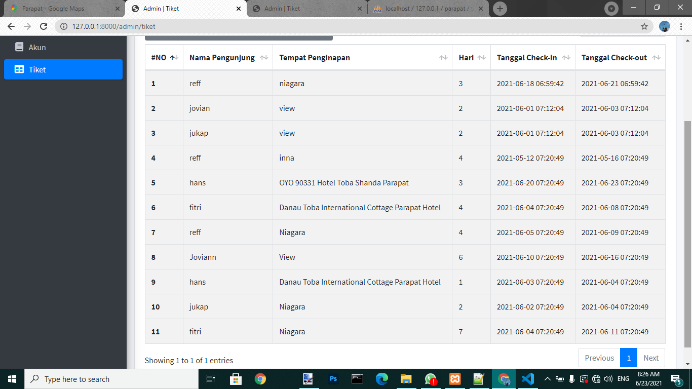 Parapat - Google Maps
Admin | Tiket
Admin | Tiket
localhost / 127.0.0.1 / parapat / t
127.0.0.1:8000/admin/tiket
Akun
Tiket
#NO Nama Pengunjung Tempat Penginapan Hari Tanggal Check-in Tanggal Check-out
1 reff niagara 3 2021-06-18 06:59:42 2021-06-21 06:59:42
2 jovian view 2 2021-06-01 07:12:04 2021-06-03 07:12:04
3 jukap view 2 2021-06-01 07:12:04 2021-06-03 07:12:04
4 reff inna 4 2021-05-12 07:20:49 2021-05-16 07:20:49
5 hans OYO 90331 Hotel Toba Shanda Parapat 3 2021-06-20 07:20:49 2021-06-23 07:20:49
6 fitri Danau Toba International Cottage Parapat Hotel 4 2021-06-04 07:20:49 2021-06-08 07:20:49
7 reff Niagara 4 2021-06-05 07:20:49 2021-06-09 07:20:49
8 Joviann View 6 2021-06-10 07:20:49 2021-06-16 07:20:49
9 hans Danau Toba International Cottage Parapat Hotel 1 2021-06-03 07:20:49 2021-06-04 07:20:49
10 jukap Niagara 2 2021-06-02 07:20:49 2021-06-04 07:20:49
11 fitri Niagara 7 2021-06-04 07:20:49 2021-06-11 07:20:49
Showing 1 to 1 of 1 entries
Previous 1 Next
Type here to search
Ps
ENG
8:26 AM
6/23/2021